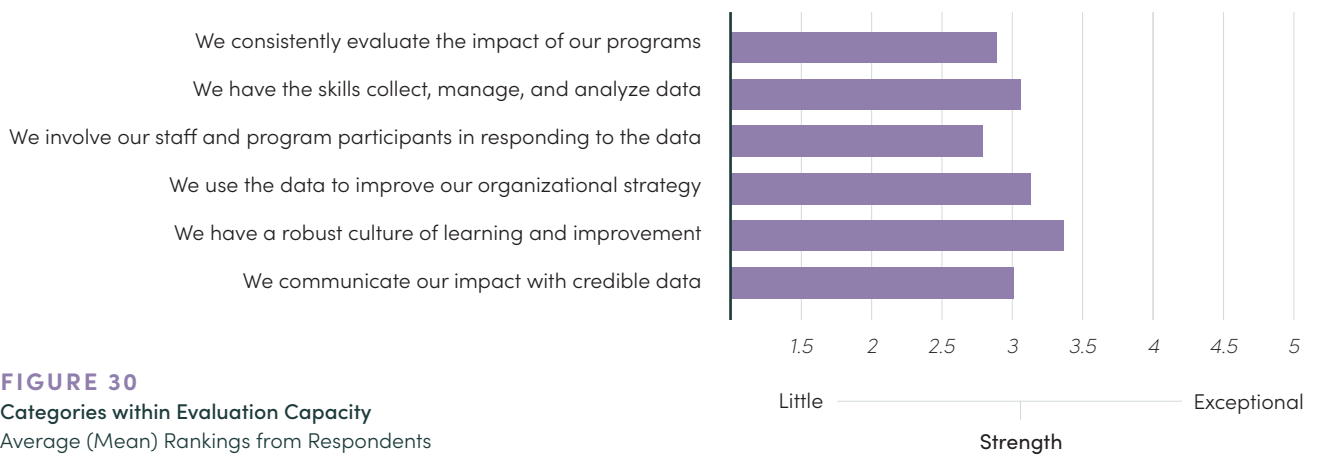 We consistently evaluate the impact of our programs
We have the skills collect, manage, and analyze data
We involve our staff and program participants in responding to the data
We use the data to improve our organizational strategy
We have a robust culture of learning and improvement
We communicate our impact with credible data
1.5 2 2.5 3 3.5 4 4.5 5
Little Exceptional
Strength
FIGURE 30
Categories within Evaluation Capacity
Average (Mean) Rankings from Respondents